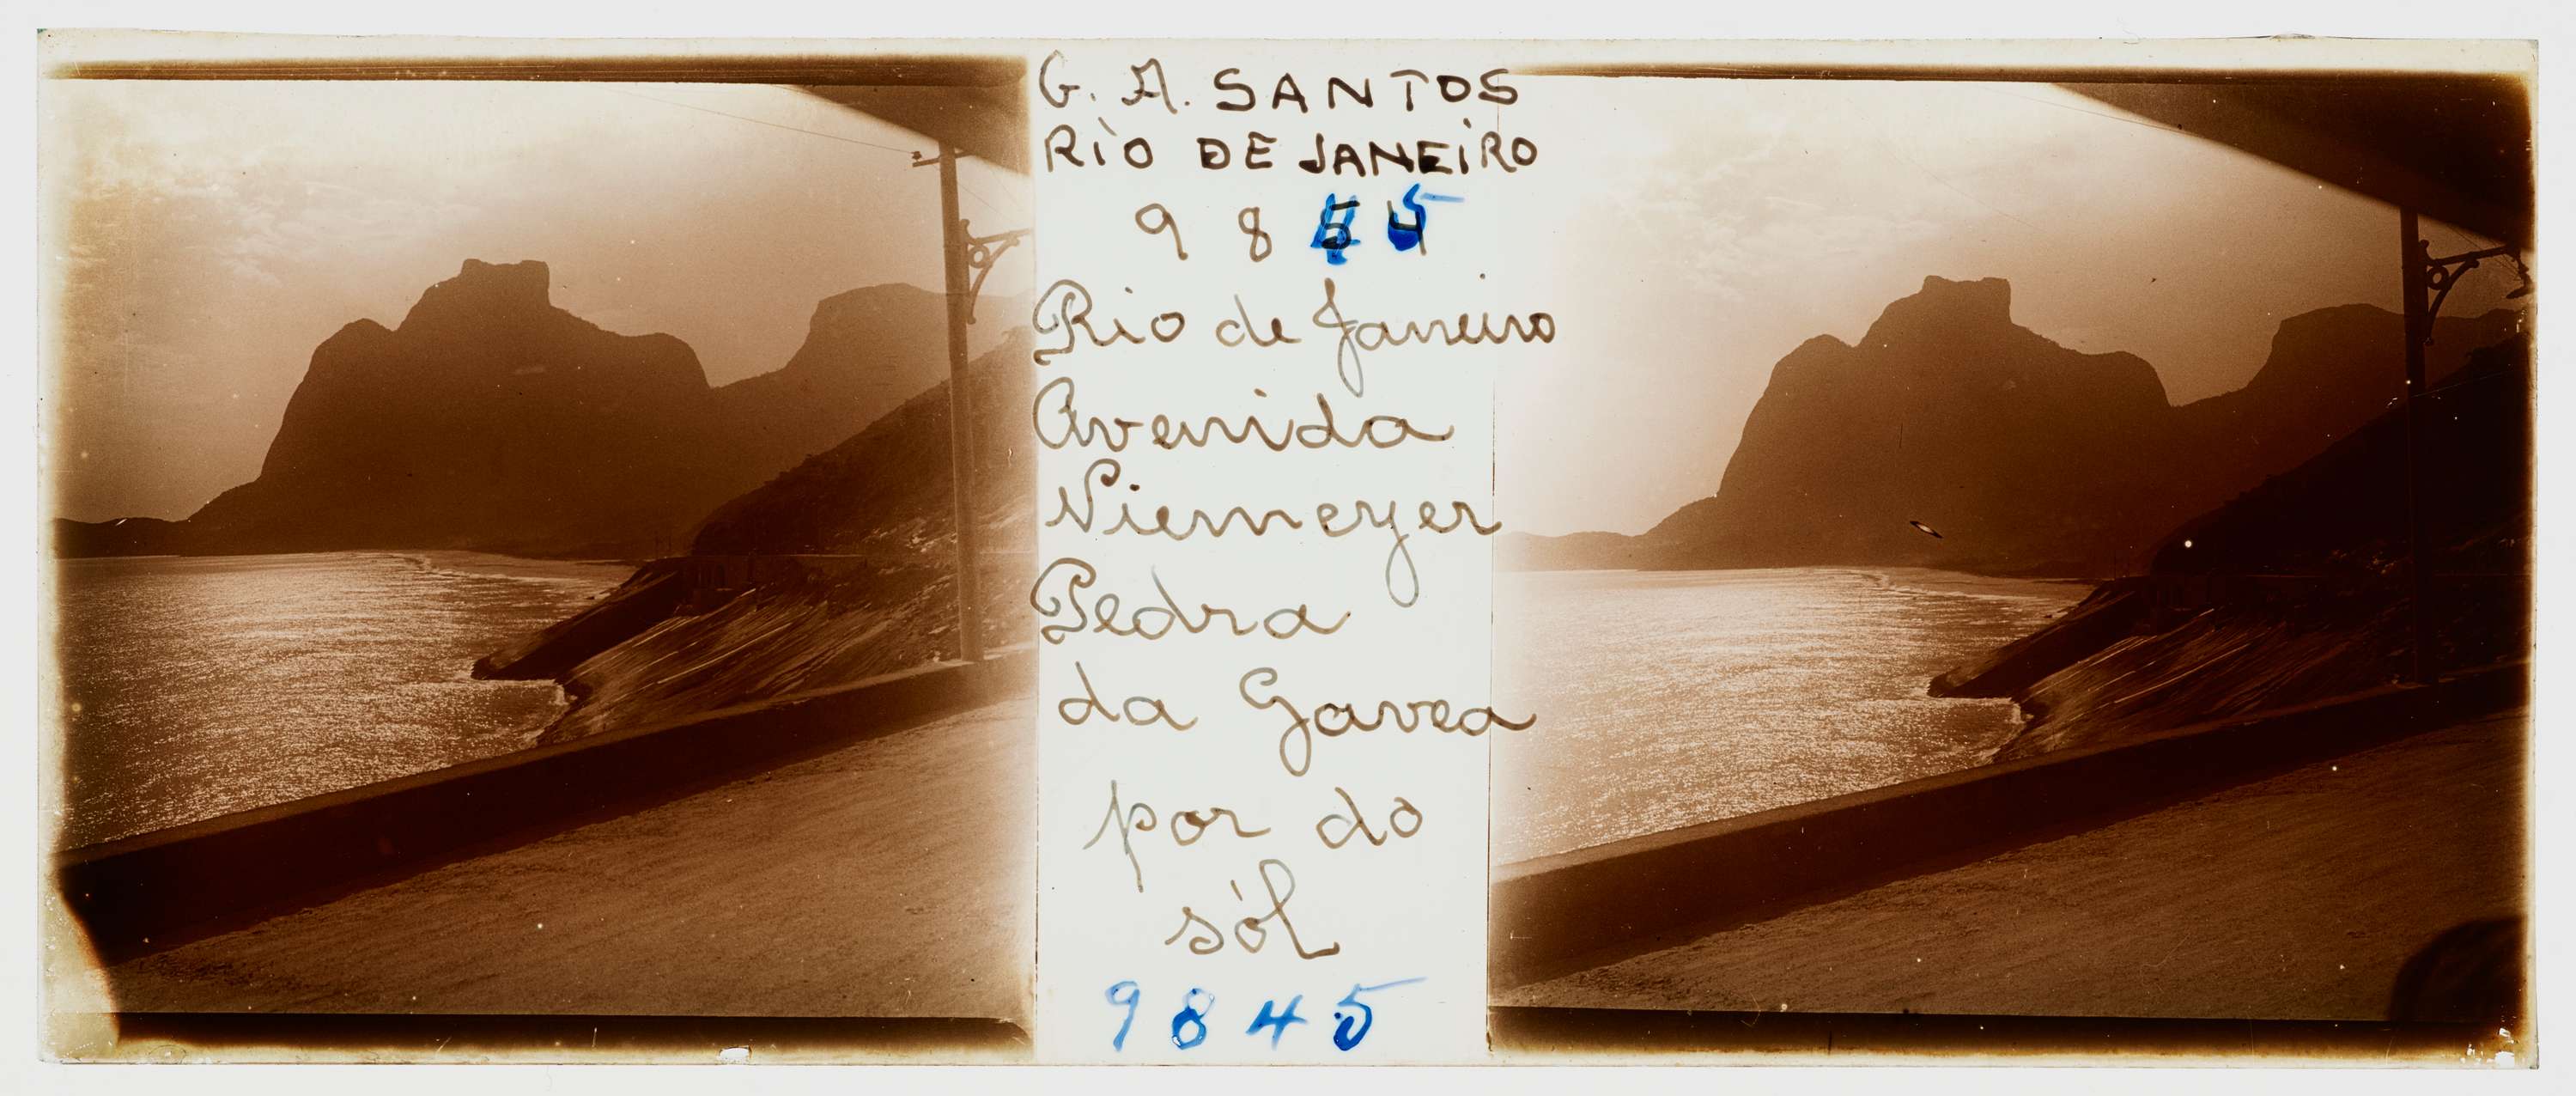 G. A. SANTOS
RIO DE JANEIRO
9845
Rio de Janeiro
Avenida
Niemeyer
Pedra
da Gavea
por do
sól
9845